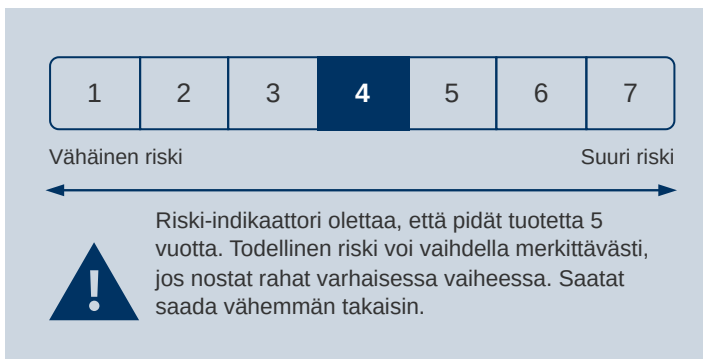 1 2 3 4 5 6 7
Vähäinen riski Suuri riski
Riski-indikaattori olettaa, että pidät tuotetta 5
vuotta. Todellinen riski voi vaihdella merkittävästi,
jos nostat rahat varhaisessa vaiheessa. Saatat
saada vähemmän takaisin.
!